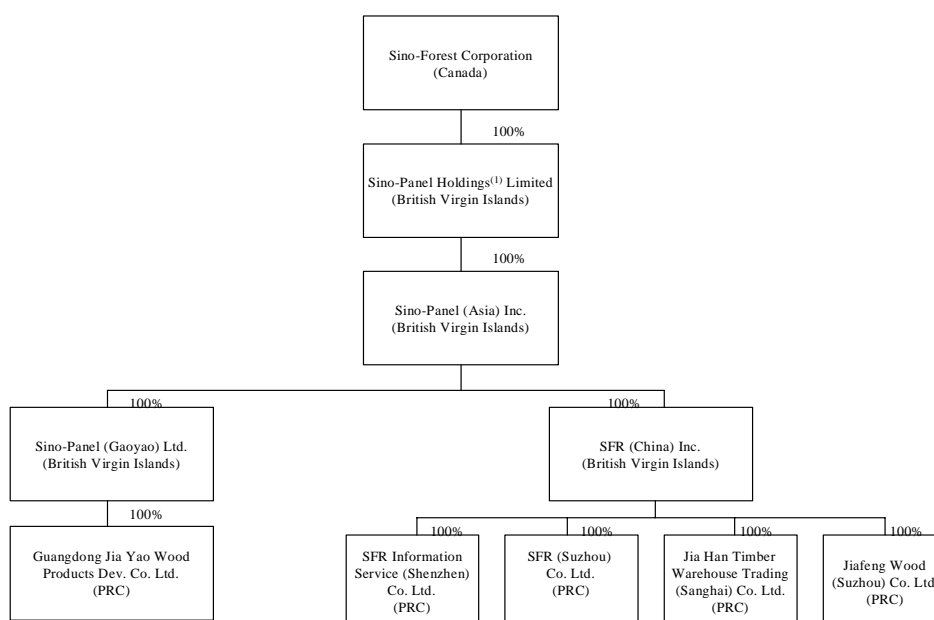 Sino-Forest Corporation
(Canada)
100%
Sino-Panel Holdings(1) Limited
(British Virgin Islands)
100%
Sino-Panel (Asia) Inc.
(British Virgin Islands)
100%
Sino-Panel (Gaoyao) Ltd.
(British Virgin Islands)
100%
SFR (China) Inc.
(British Virgin Islands)
100%
Guangdong Jia Yao Wood
Products Dev. Co. Ltd.
(PRC)
100%
SFR Information
Service (Shenzhen)
Co. Ltd.
(PRC)
100%
SFR (Suzhou)
Co. Ltd.
(PRC)
100%
Jia Han Timber
Warehouse Trading
(Sanghai) Co. Ltd.
(PRC)
100%
Jiafeng Wood
(Suzhou) Co. Ltd
(PRC)